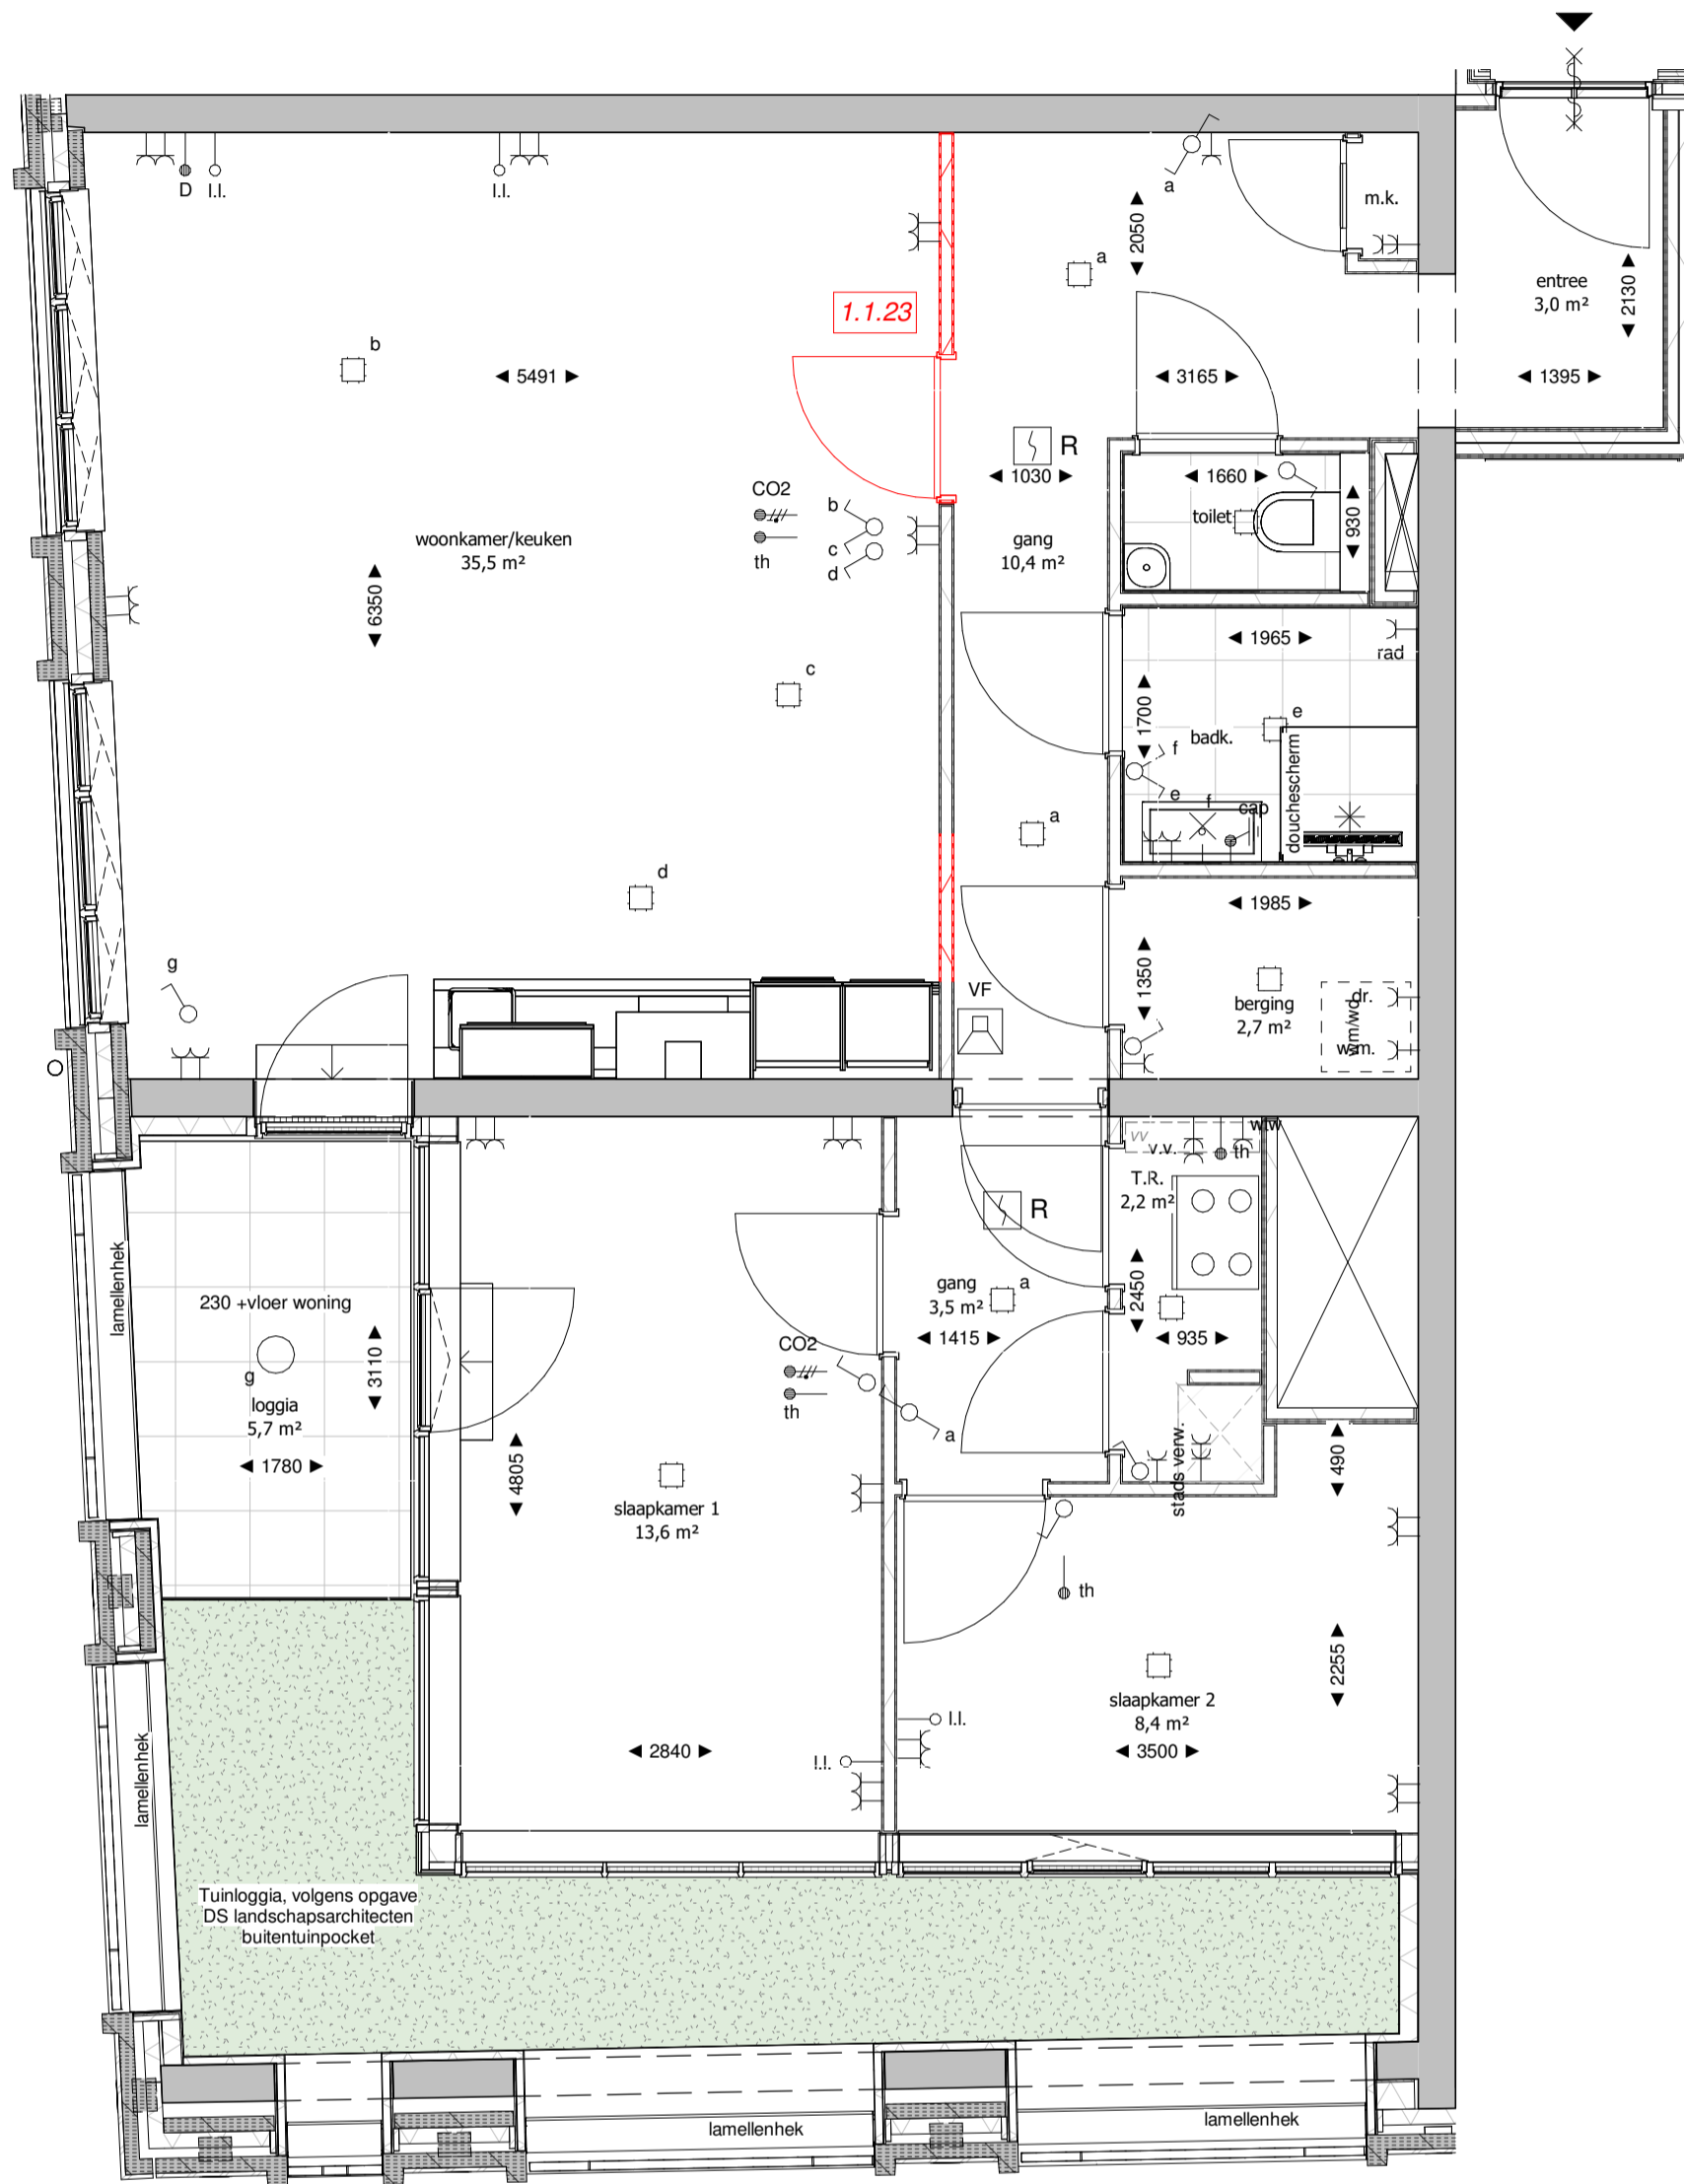 D
l.l.
l.l.
a
m.k.
2050
a
entree
3,0 m²
2130
1.1.23
b
5491
3165
1395
R
1030
1660
930
toilet
CO2
b
c
d
th
woonkamer/keuken
35,5 m²
gang
10,4 m²
6350
1965
rad
c
1700
badk.
e
f
e
f
cap
douchescherm
a
d
1985
g
VF
1350
berging
2,7 m²
dr.
wm/wd
w.m.
wtw
vv
v.v.
th
T.R.
2,2 m²
R
lamellenhek
230 +vloer woning
gang
3,5 m²
a
2450
1415
935
3110
g
loggia
5,7 m²
1780
CO2
th
a
4805
stads verw.
490
slaapkamer 1
13,6 m²
th
2255
slaapkamer 2
8,4 m²
l.l.
2840
3500
l.l.
lamellenhek
Tuinloggia, volgens opgave
DS landschapsarchitecten
buitentuinpocket
lamellenhek
lamellenhek